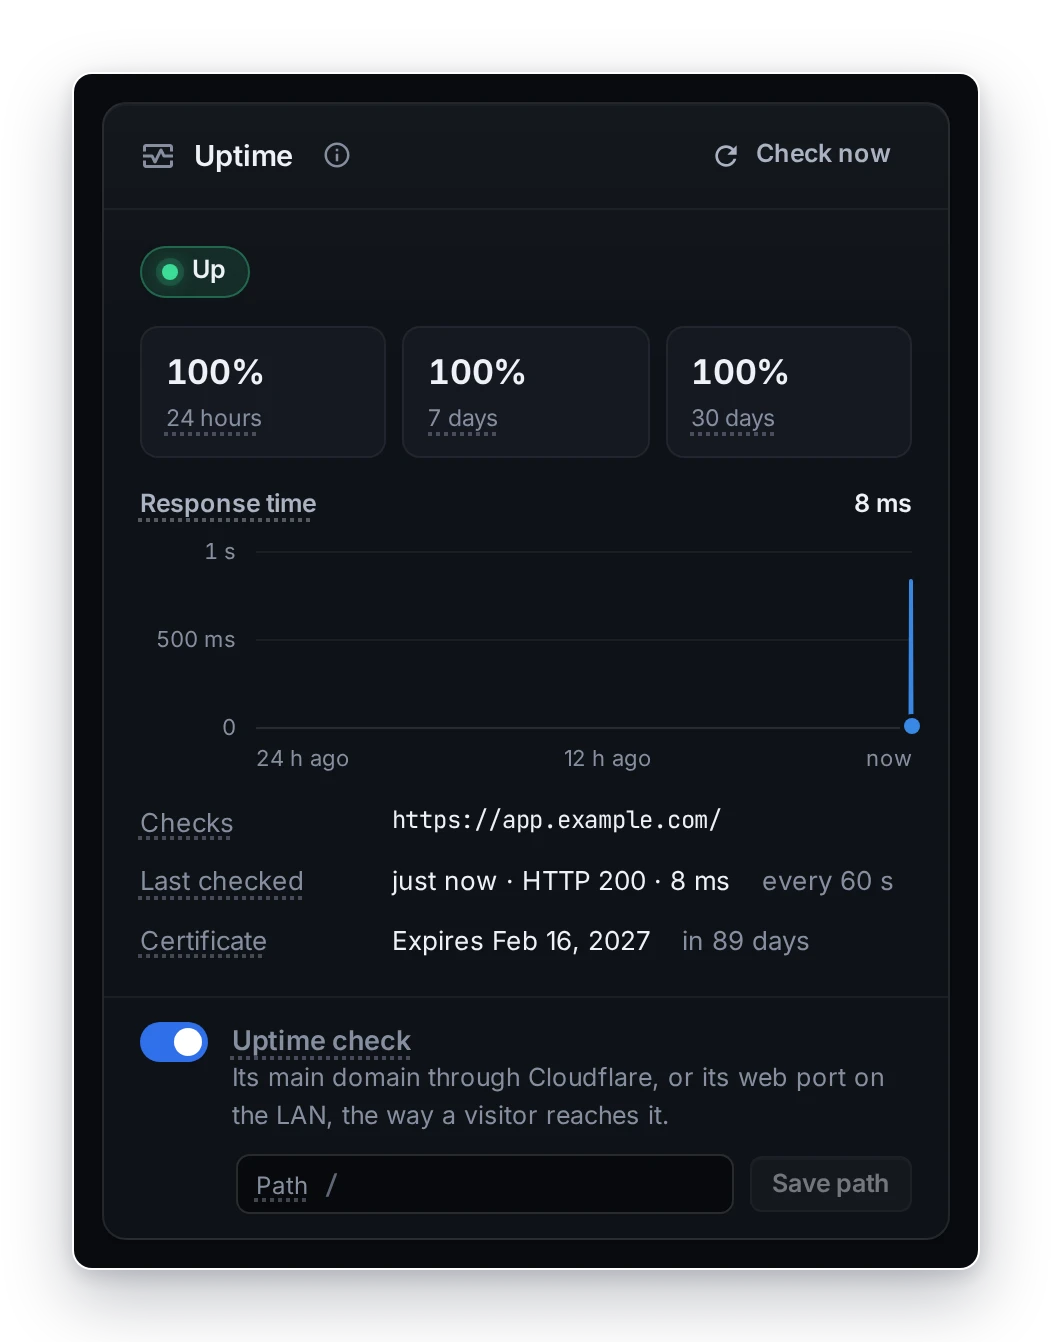 Uptime
Check now
Up
100%
24 hours
100%
7 days
100%
30 days
Response time
8 ms
1 s
500 ms
0
24 h ago
12 h ago
now
Checks
https://app.example.com/
Last checked
just now · HTTP 200 · 8 ms
every 60 s
Certificate
Expires Feb 16, 2027
in 89 days
Uptime check
Its main domain through Cloudflare, or its web port on
the LAN, the way a visitor reaches it.
Path /
Save path